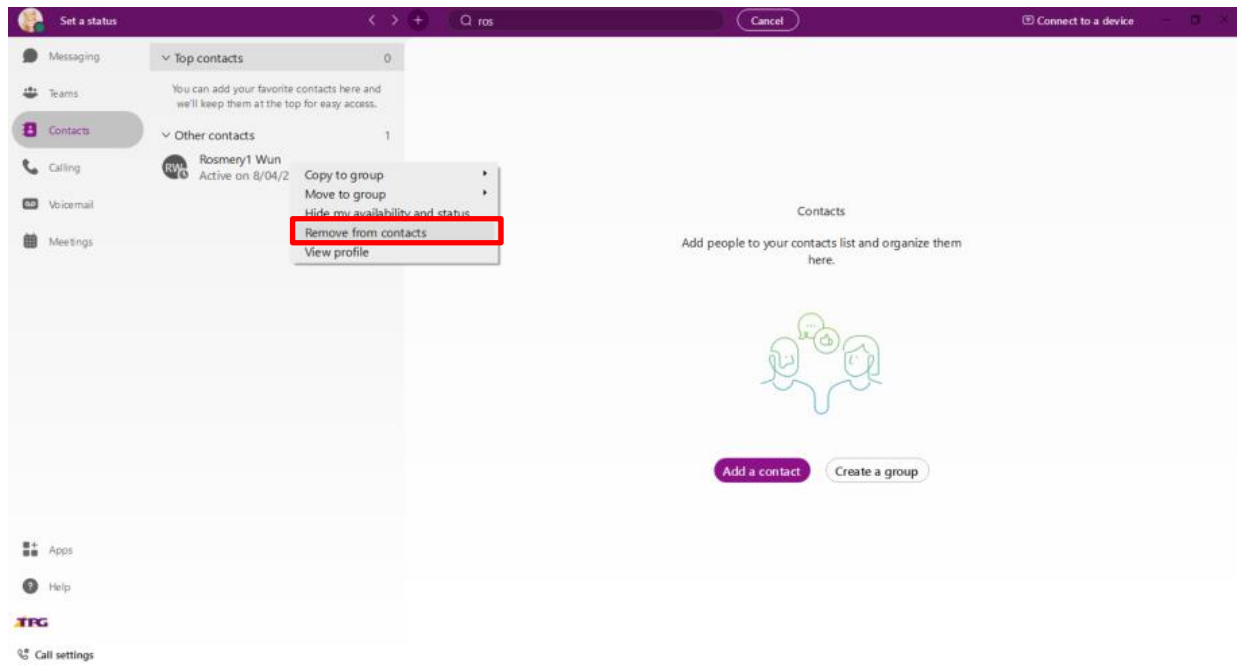 Set a status
ros
Cancel
Connect to a device
Messaging
Teams
Contacts
Calling
Voicemail
Meetings
Top contacts 0
You can add your favorite contacts here and
we'll keep them at the top for easy access.
Other contacts 1
RW
Rosmery1 Wun
Active on 8/04/2
Copy to group
Move to group
Hide my availability and status
Remove from contacts
View profile
Contacts
Add people to your contacts list and organize them
here.
Add a contact
Create a group
Apps
Help
TPG
Call settings